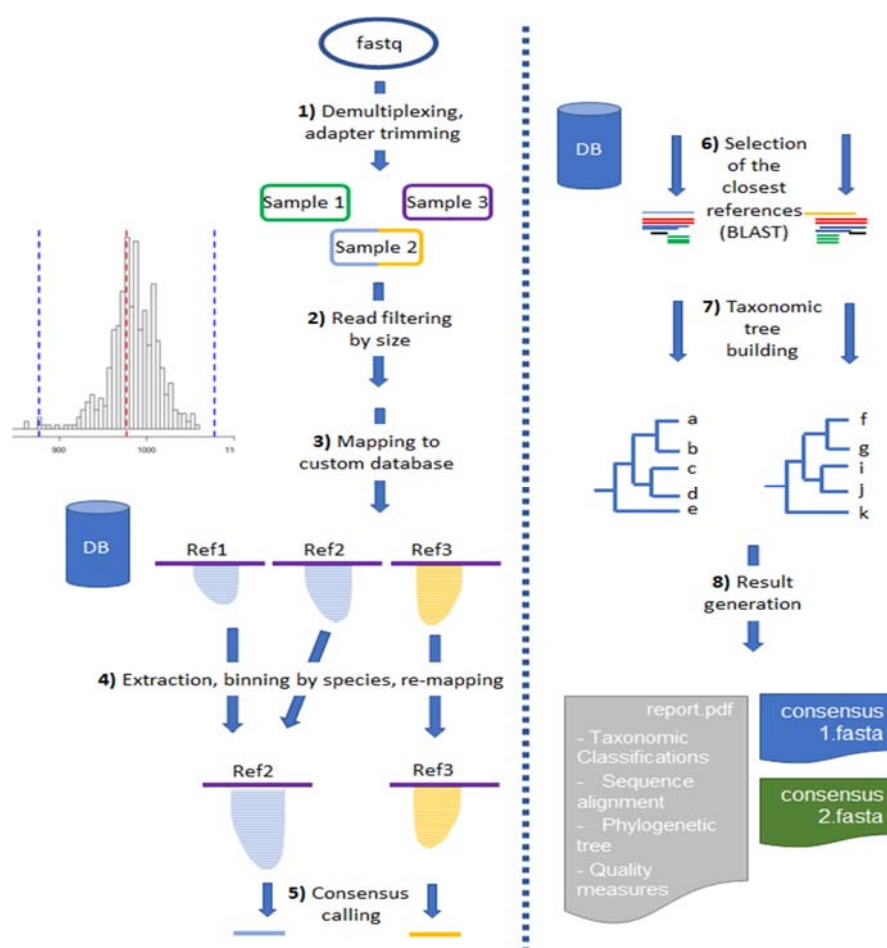 fastq
1) Demultiplexing,
adapter trimming
Sample 1
Sample 3
Sample 2
2) Read filtering
by size
900
1000
11
3) Mapping to
custom database
DB
Ref1
Ref2
Ref3
4) Extraction, binning by species, re-mapping
Ref2
Ref3
5) Consensus
calling
DB
6) Selection
of the
closest
references
(BLAST)
7) Taxonomic
tree
building
a
b
c
d
e
f
g
i
j
k
8) Result
generation
report.pdf
- Taxonomic
Classifications
- Sequence
alignment
- Phylogenetic
tree
- Quality
measures
consensus
1.fasta
consensus
2.fasta